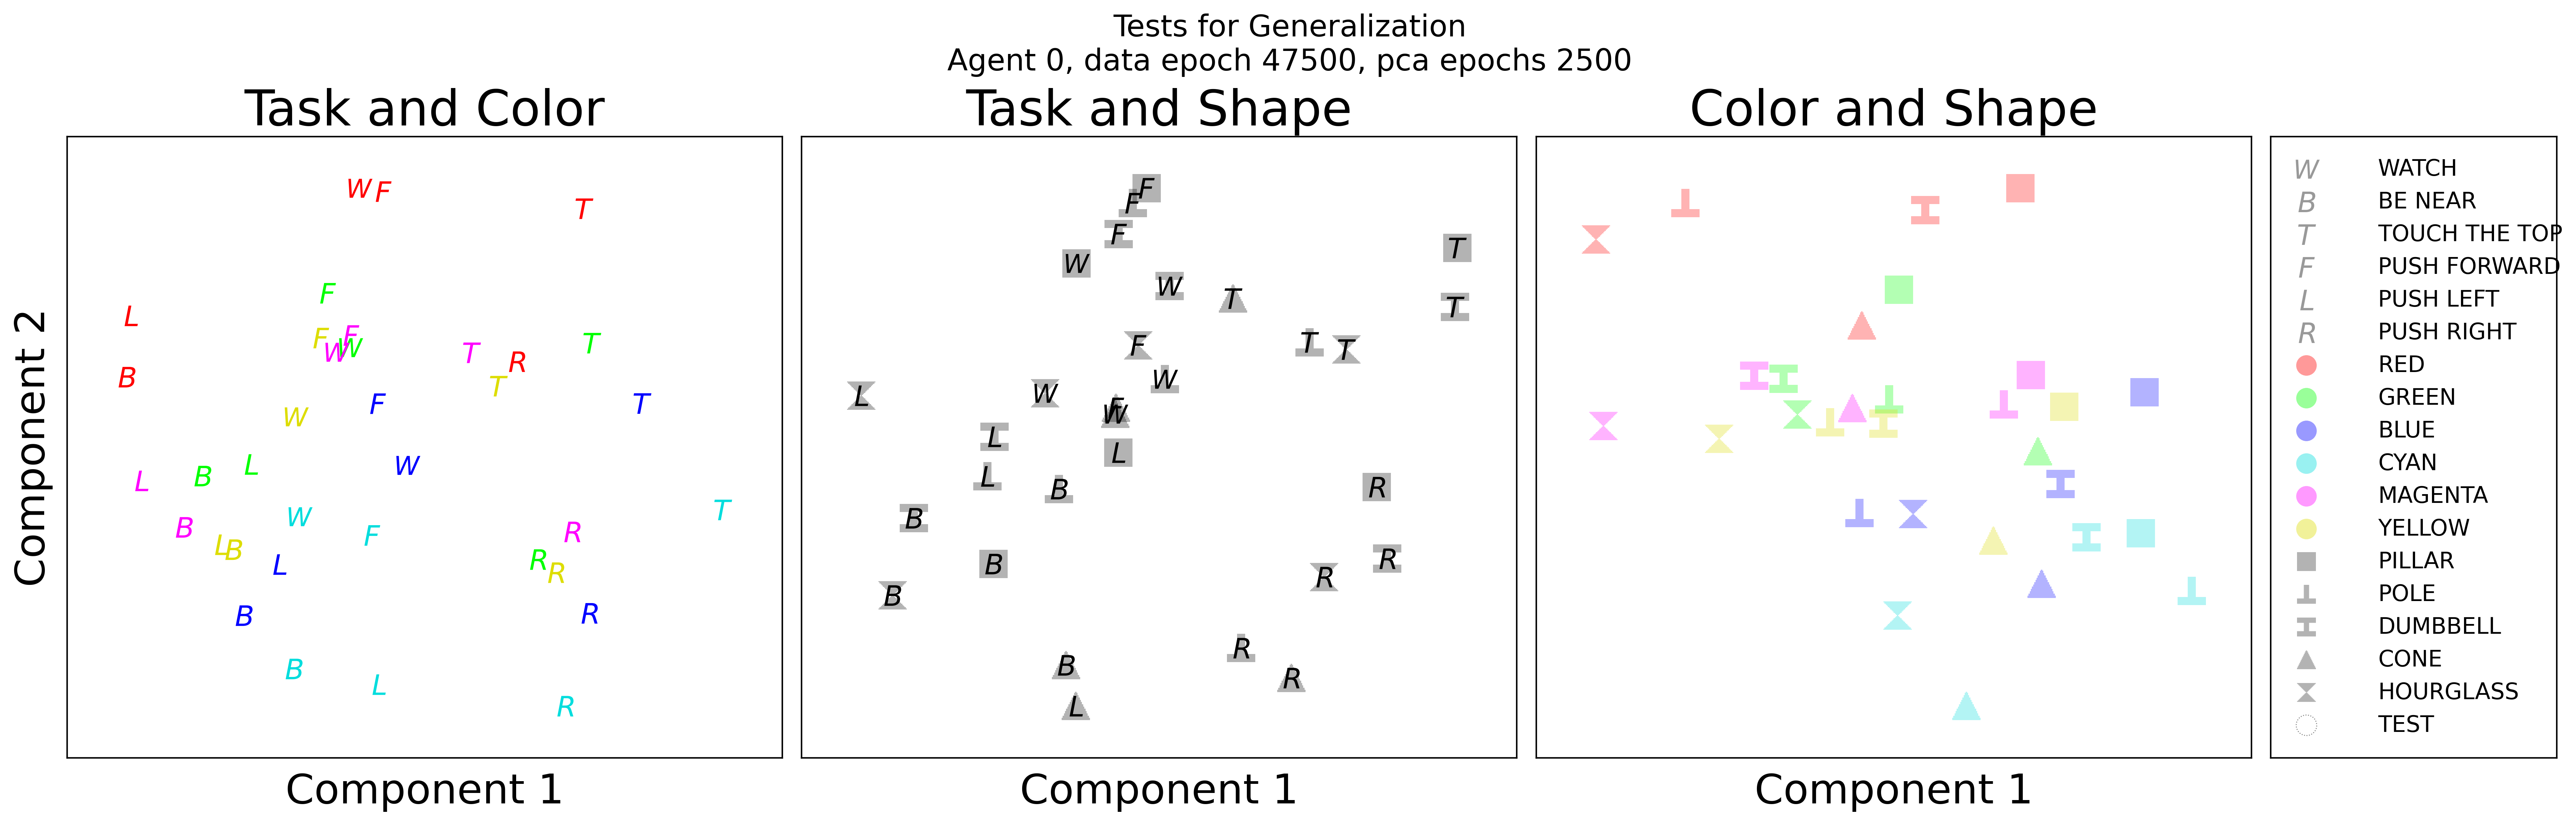 Tests for Generalization
Agent 0, data epoch 47500, pca epochs 2500
Task and Color
Task and Shape
Color and Shape
Component 2
W F
T
F
L
F F
W W
T
T
R
B
T
F
T
W
L
W
B
L
T
W
B
R
F
L B
R
R
L
B
R
B
L
R
F
F
F
T
W
W
T
T
T
T
F
W
L
W
F
W
L
L
L
R
B
B
R
B
R
B
R
B
R
L
W WATCH
B BE NEAR
T TOUCH THE TOP
F PUSH FORWARD
L PUSH LEFT
R PUSH RIGHT
RED
GREEN
BLUE
CYAN
MAGENTA
YELLOW
PILLAR
POLE
DUMBBELL
CONE
HOURGLASS
TEST
Component 1
Component 1
Component 1